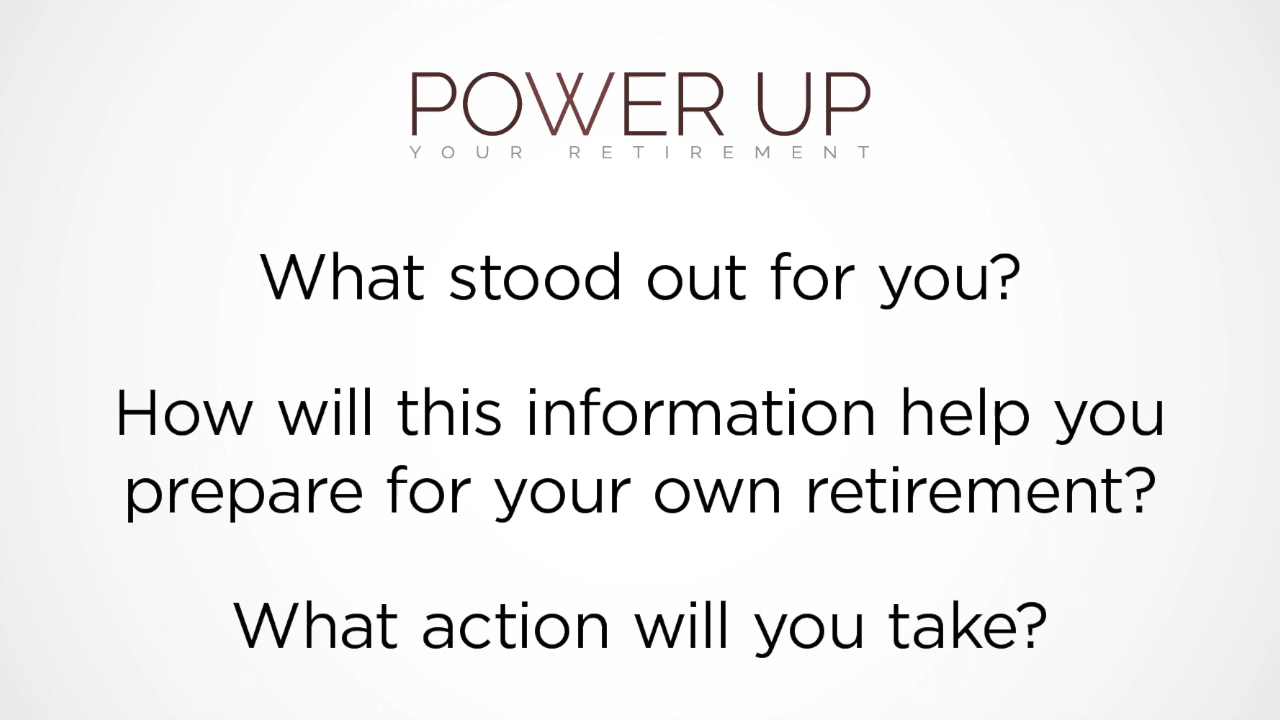 POWER UP
YOUR RETIREMENT
What stood out for you?
How will this information help you
prepare for your own retirement?
What action will you take?